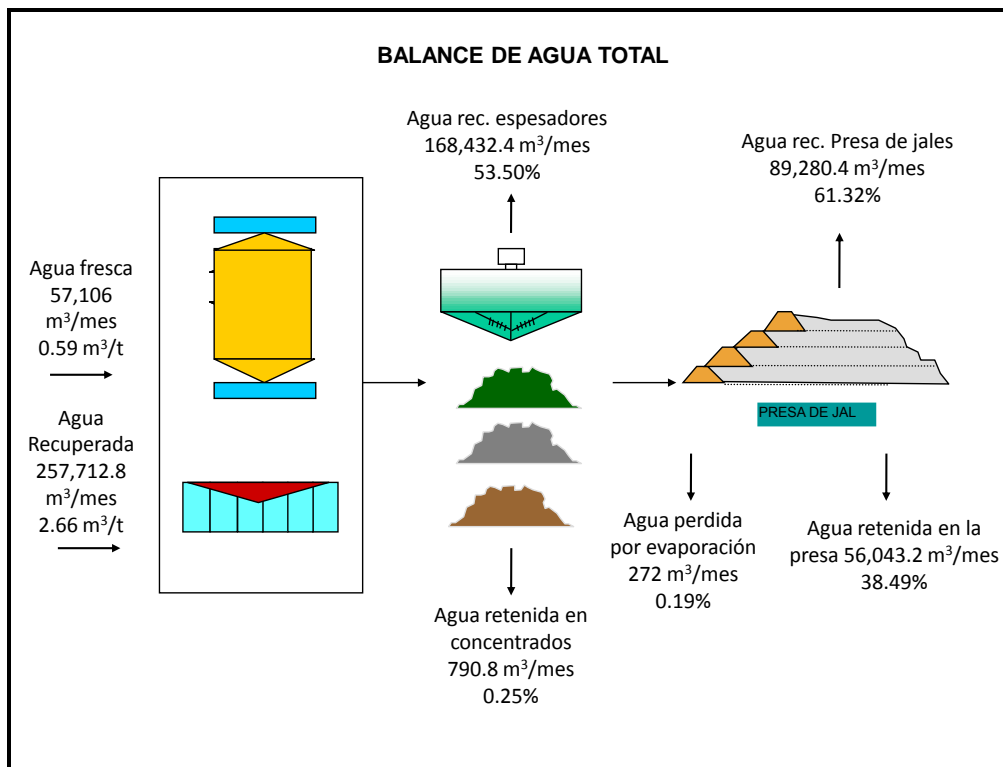 BALANCE DE AGUA TOTAL
Agua rec. espesadores
168,432.4 m³/mes
53.50%
Agua rec. Presa de jales
89,280.4 m³/mes
61.32%
Agua fresca
57,106
m³/mes
0.59 m³/t
Agua
Recuperada
257,712.8
m³/mes
2.66 m³/t
PRESA DE JAL
Agua perdida
por evaporación
272 m³/mes
0.19%
Agua retenida en la
presa 56,043.2 m³/mes
38.49%
Agua retenida en
concentrados
790.8 m³/mes
0.25%